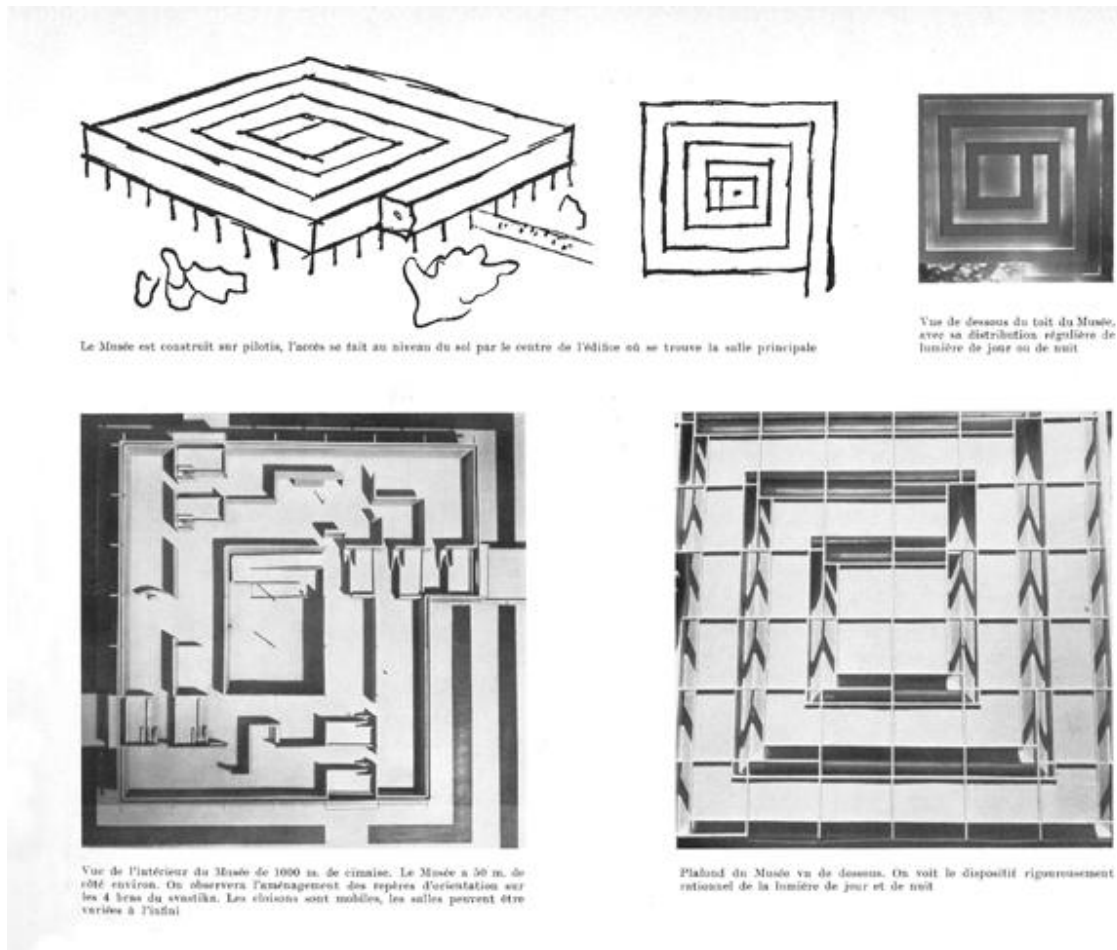 Le Musée est construit sur pilotis, l'accès se fait au niveau du sol par le centre de l'édifice où se trouve la salle principale
Vue de dessous du toit du Musée,
avec sa distribution régulière de
lumière de jour ou de nuit
Vue de l'intérieur du Musée de 1000 m. de cimaise. Le Musée a 50 m. de
côté environ. On observera l'aménagement des repères d'orientation sur
les 4 bras du svastika. Les cloisons sont mobiles, les salles peuvent être
variées à l'infini
Plafond du Musée vu de dessous. On voit le dispositif rigoureusement
rationnel de la lumière de jour et de nuit